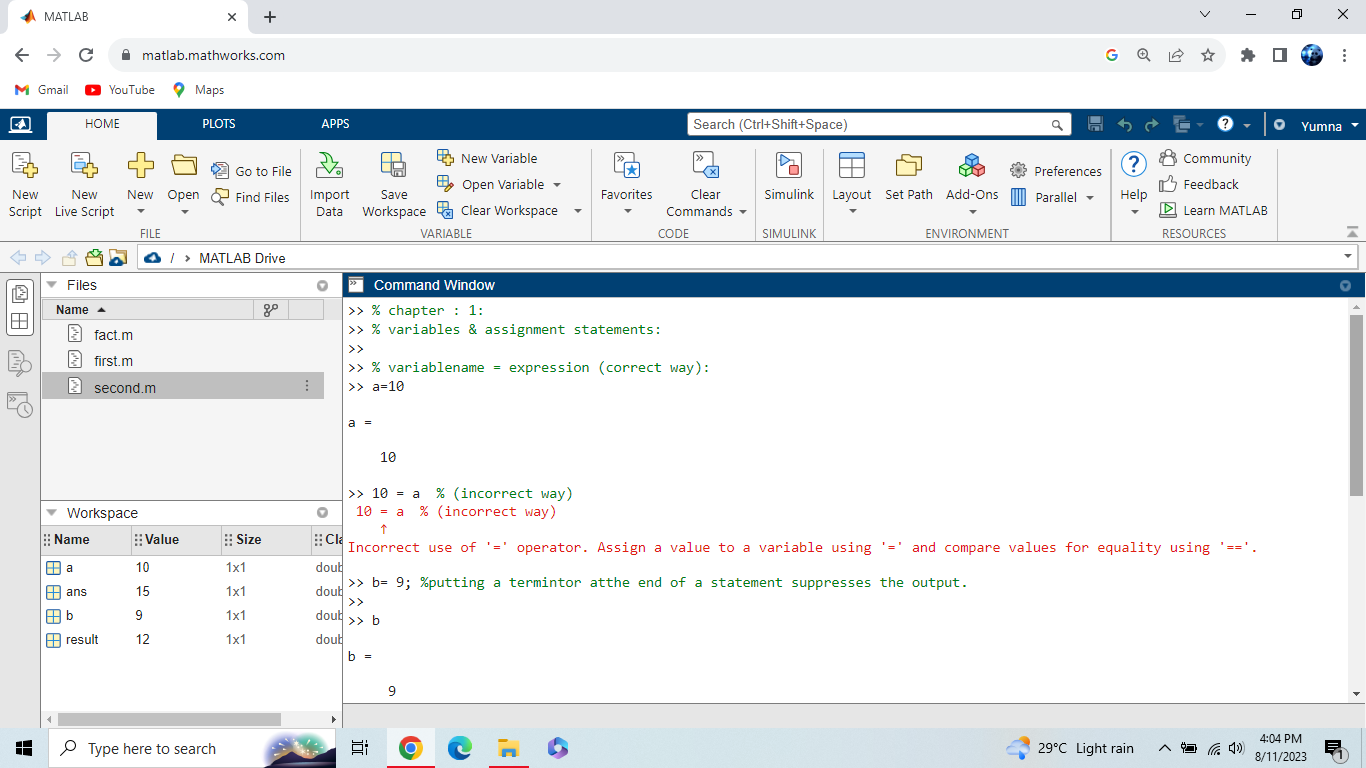 MATLAB
matlab.mathworks.com
Gmail YouTube Maps
HOME PLOTS APPS Search (Ctrl+Shift+Space) ? Yumna
New Script New Live Script New Open Go to File Find Files
Import Data Save Workspace New Variable Open Variable Clear Workspace
Favorites Clear Commands Simulink Layout Set Path Add-Ons Preferences Parallel
? Help Community Feedback Learn MATLAB
FILE VARIABLE CODE SIMULINK ENVIRONMENT RESOURCES
/ › MATLAB Drive
Files
Name
fact.m
first.m
second.m
Workspace
Name Value Size Cla
a 10 1x1 doub
ans 15 1x1 doub
b 9 1x1 doub
result 12 1x1 doub
Command Window
>> % chapter : 1:
>> % variables & assignment statements:
>>
>> % variablename = expression (correct way):
>> a=10
a =
10
>> 10 = a % (incorrect way)
10 = a % (incorrect way)
↑
Incorrect use of '=' operator. Assign a value to a variable using '=' and compare values for equality using '=='.
>> b= 9; %putting a termintor atthe end of a statement suppresses the output.
>>
>> b
b =
9
Type here to search
29°C Light rain
4:04 PM
8/11/2023
1